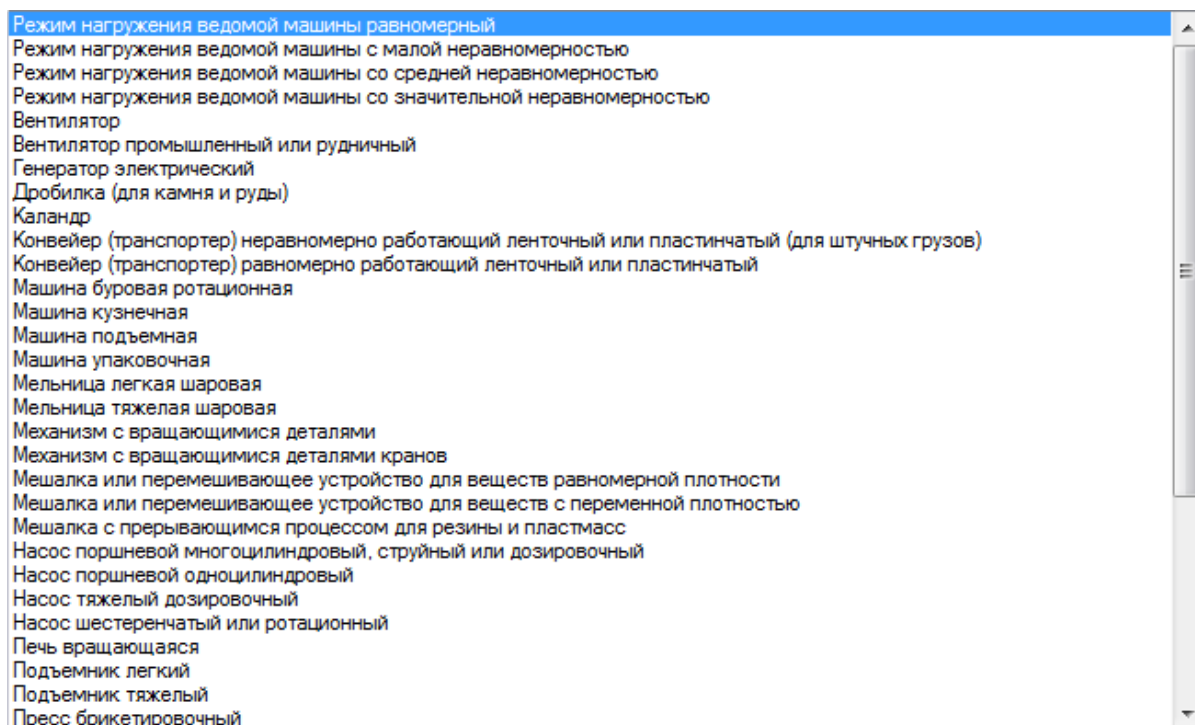 Режим нагружения ведомой машины равномерный
Режим нагружения ведомой машины с малой неравномерностью
Режим нагружения ведомой машины со средней неравномерностью
Режим нагружения ведомой машины со значительной неравномерностью
Вентилятор
Вентилятор промышленный или рудничный
Генератор электрический
Дробилка (для камня и руды)
Каландр
Конвейер (транспортер) неравномерно работающий ленточный или пластинчатый (для штучных грузов)
Конвейер (транспортер) равномерно работающий ленточный или пластинчатый
Машина буровая ротационная
Машина кузнечная
Машина подъемная
Машина упаковочная
Мельница легкая шаровая
Мельница тяжелая шаровая
Механизм с вращающимися деталями
Механизм с вращающимися деталями кранов
Мешалка или перемешивающее устройство для веществ равномерной плотности
Мешалка или перемешивающее устройство для веществ с переменной плотностью
Мешалка с прерывающимся процессом для резины и пластмасс
Насос поршневой многоцилиндровый, струйный или дозировочный
Насос поршневой одноцилиндровый
Насос тяжелый дозировочный
Насос шестеренчатый или ротационный
Печь вращающаяся
Подъемник легкий
Подъемник тяжелый
Пресс брикетировочный